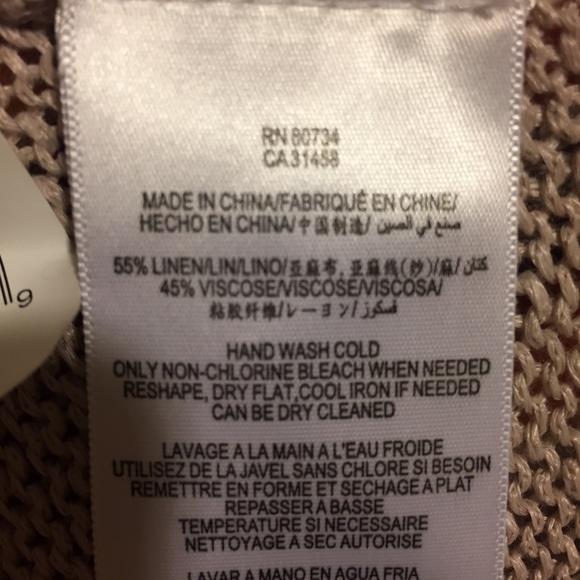 RN 80734
CA 31458
MADE IN CHINA/FABRIQUÉ EN CHINE/
HECHO EN CHINA/中国制造/ صنع في الصين
55% LINEN/LIN/LINO/亚麻布, 亚麻线(纱)/麻/ كتان
45% VISCOSE/VISCOSE/VISCOSA/
粘胶纤维/レーヨン/ فسكوز
HAND WASH COLD
ONLY NON-CHLORINE BLEACH WHEN NEEDED
RESHAPE, DRY FLAT,COOL IRON IF NEEDED
CAN BE DRY CLEANED
LAVAGE A LA MAIN A L'EAU FROIDE
UTILISEZ DE LA JAVEL SANS CHLORE SI BESOIN
REMETTRE EN FORME ET SECHAGE A PLAT
REPASSER A BASSE
TEMPERATURE SI NECESSAIRE
NETTOYAGE A SEC AUTORISE
LAVAR A MANO EN AGUA FRIA
9